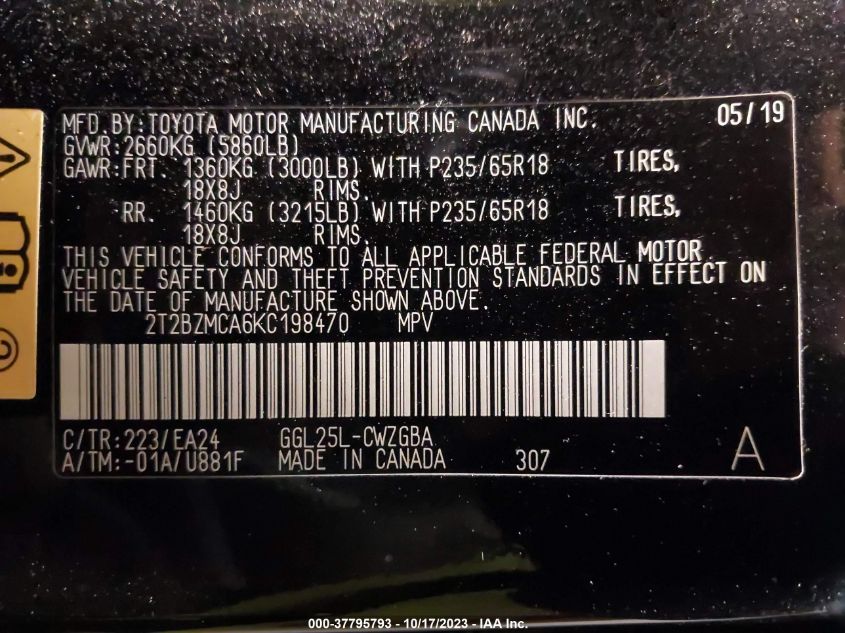 MFD. BY: TOYOTA MOTOR MANUFACTURING CANADA INC. 05/19
GVWR: 2660KG (5860LB)
GAWR: FRT. 1360KG (3000LB) WITH P235/65R18 TIRES,
18X8J RIMS.
RR. 1460KG (3215LB) WITH P235/65R18 TIRES,
18X8J RIMS.
THIS VEHICLE CONFORMS TO ALL APPLICABLE FEDERAL MOTOR
VEHICLE SAFETY AND THEFT PREVENTION STANDARDS IN EFFECT ON
THE DATE OF MANUFACTURE SHOWN ABOVE.
2T2BZMCA6KC198470 MPV
C/TR: 223/EA24 GGL25L-CWZGBA
A/TM: -01A/U881F MADE IN CANADA 307 A
000-37795793 - 10/17/2023 - IAA Inc.